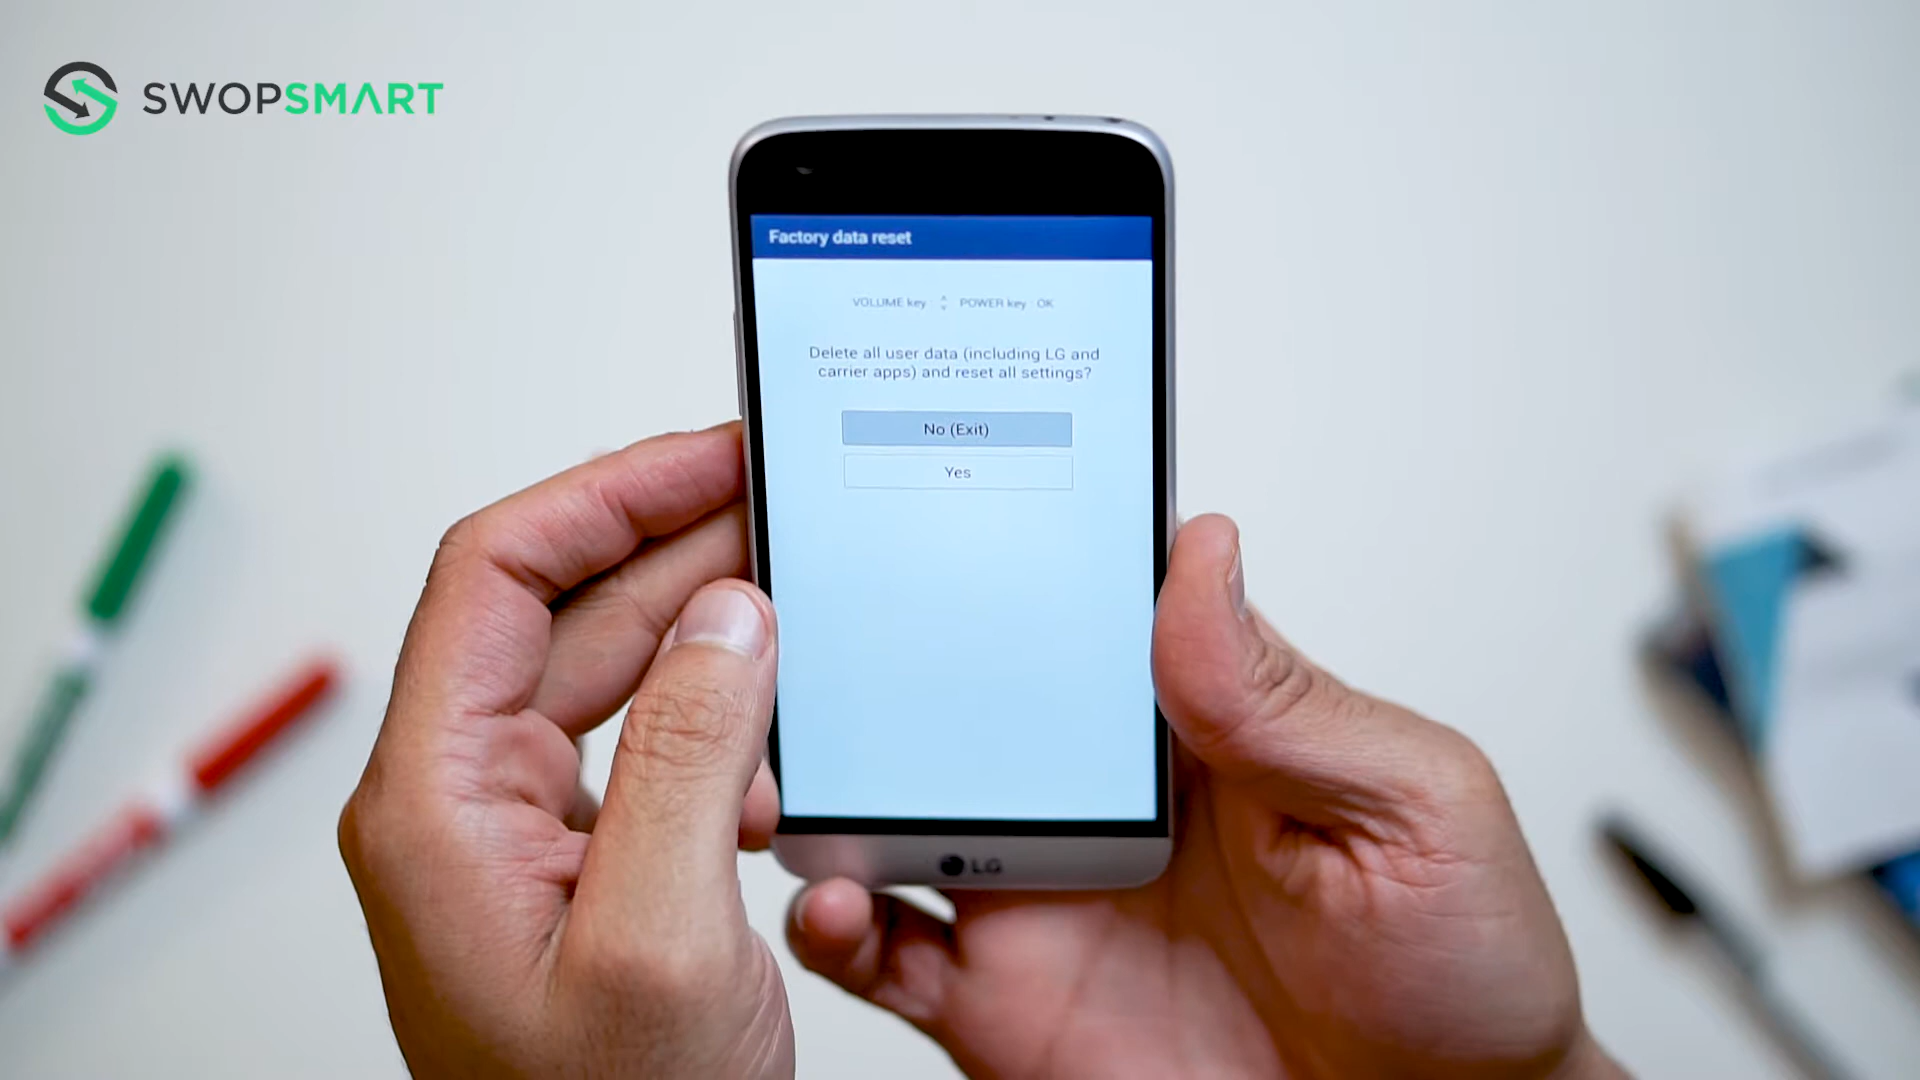 SWOPSMART
Factory data reset
VOLUME key : POWER key : OK
Delete all user data (including LG and
carrier apps) and reset all settings?
No (Exit)
Yes
LG